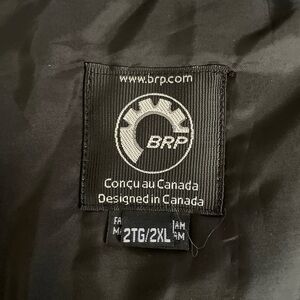 www.brp.com
BRP
Conçu au Canada
Designed in Canada
2TG/2XL